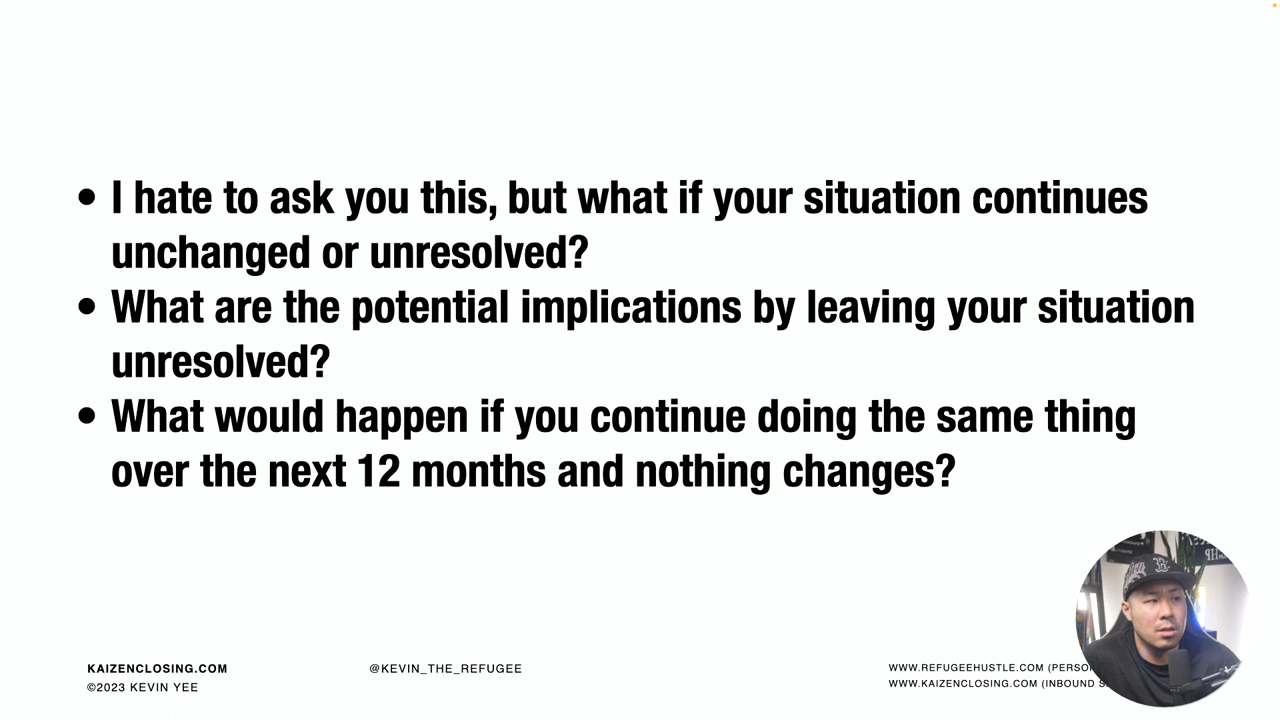 • I hate to ask you this, but what if your situation continues
unchanged or unresolved?
• What are the potential implications by leaving your situation
unresolved?
• What would happen if you continue doing the same thing
over the next 12 months and nothing changes?
KAIZENCLOSING.COM
©2023 KEVIN YEE
@KEVIN_THE_REFUGEE
WWW.REFUGEEHUSTLE.COM
WWW.KAIZENCLOSING.COM (INBOUND